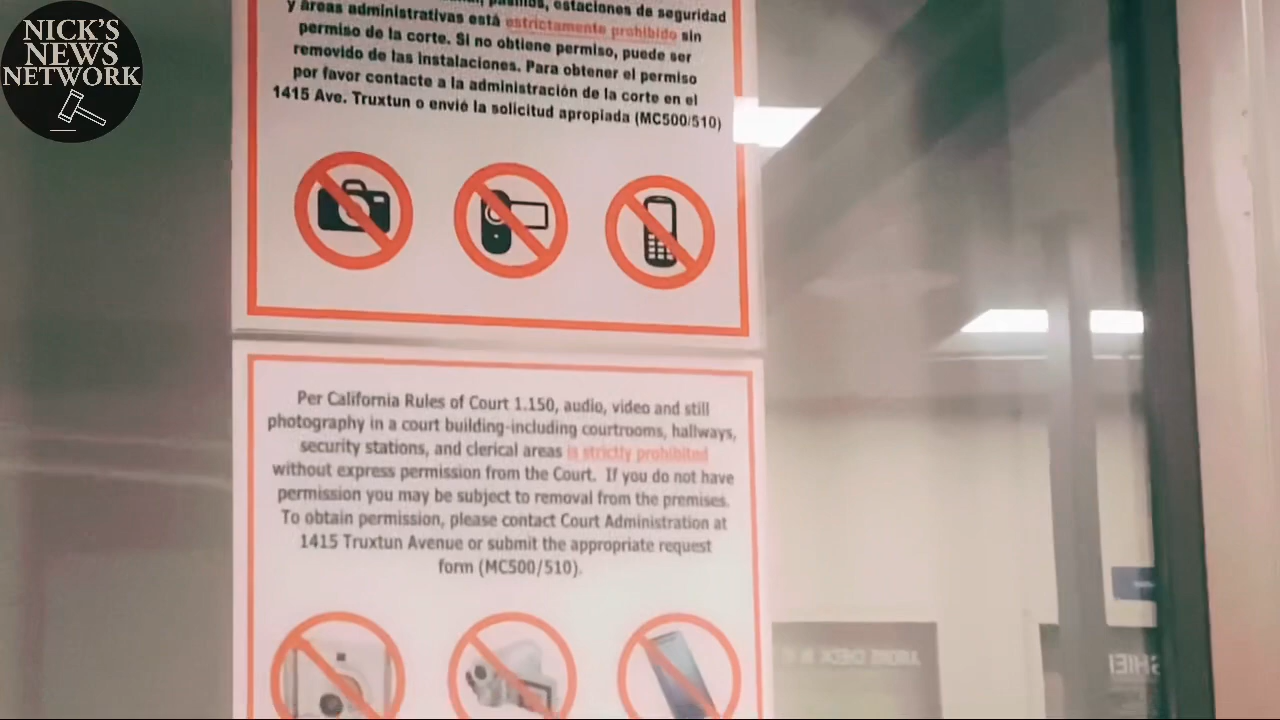 NICK'S
NEWS
NETWORK
estaciones de seguridad
y áreas administrativas está estrictamente prohibido sin
permiso de la corte. Si no obtiene permiso, puede ser
removido de las instalaciones. Para obtener el permiso
por favor contacte a la administración de la corte en el
1415 Ave. Truxtun o envié la solicitud apropiada (MC500/510)
Per California Rules of Court 1.150, audio, video and still
photography in a court building-including courtrooms, hallways,
security stations, and clerical areas is strictly prohibited
without express permission from the Court. If you do not have
permission you may be subject to removal from the premises.
To obtain permission, please contact Court Administration at
1415 Truxtun Avenue or submit the appropriate request
form (MC500/510).